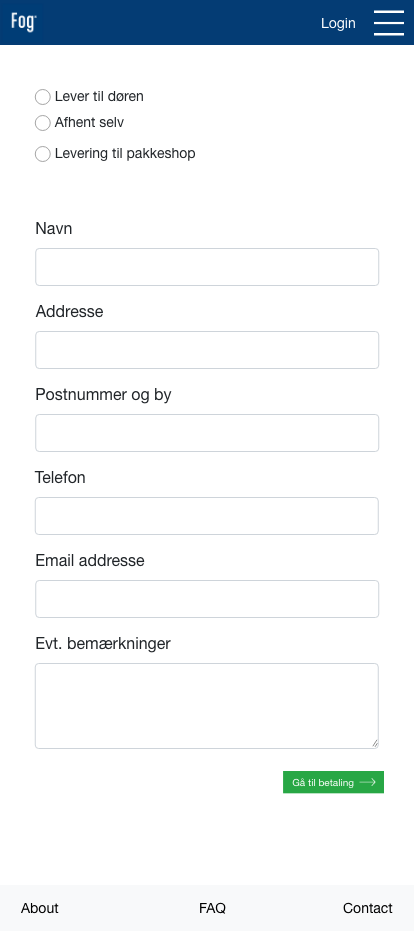 Fog
Login
Lever til døren
Afhent selv
Levering til pakkeshop
Navn
Addresse
Postnummer og by
Telefon
Email addresse
Evt. bemærkninger
Gå til betaling
About
FAQ
Contact